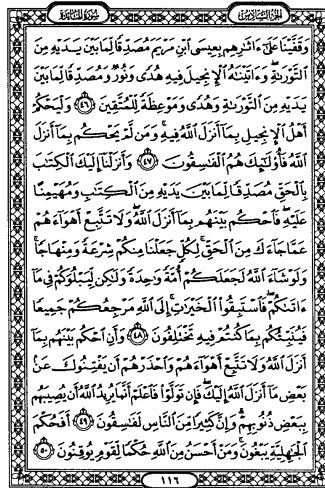 الجزء السادس
سورة المائدة
وَقَفَّيْنَا عَلَىٰٓ ءَاثَٰرِهِم بِعِيسَى ٱبْنِ مَرْيَمَ مُصَدِّقًا لِّمَا بَيْنَ يَدَيْهِ مِنَ
ٱلتَّوْرَىٰةِ ۖ وَءَاتَيْنَٰهُ ٱلْإِنجِيلَ فِيهِ هُدًى وَنُورٌ وَمُصَدِّقًا لِّمَا بَيْنَ
يَدَيْهِ مِنَ ٱلتَّوْرَىٰةِ وَهُدًى وَمَوْعِظَةً لِّلْمُتَّقِينَ ٤٦ وَلْيَحْكُمْ
أَهْلُ ٱلْإِنجِيلِ بِمَآ أَنزَلَ ٱللَّهُ فِيهِ ۚ وَمَن لَّمْ يَحْكُم بِمَآ أَنزَلَ
ٱللَّهُ فَأُو۟لَٰٓئِكَ هُمُ ٱلْفَٰسِقُونَ ٤٧ وَأَنزَلْنَآ إِلَيْكَ ٱلْكِتَٰبَ
بِٱلْحَقِّ مُصَدِّقًا لِّمَا بَيْنَ يَدَيْهِ مِنَ ٱلْكِتَٰبِ وَمُهَيْمِنًا
عَلَيْهِ ۖ فَٱحْكُم بَيْنَهُم بِمَآ أَنزَلَ ٱللَّهُ ۖ وَلَا تَتَّبِعْ أَهْوَآءَهُمْ
عَمَّا جَآءَكَ مِنَ ٱلْحَقِّ ۚ لِكُلٍّ جَعَلْنَا مِنكُمْ شِرْعَةً وَمِنْهَاجًا ۚ
وَلَوْ شَآءَ ٱللَّهُ لَجَعَلَكُمْ أُمَّةً وَٰحِدَةً وَلَٰكِن لِّيَبْلُوَكُمْ فِى مَآ
ءَاتَىٰكُمْ ۖ فَٱسْتَبِقُوا۟ ٱلْخَيْرَٰتِ ۚ إِلَى ٱللَّهِ مَرْجِعُكُمْ جَمِيعًا
فَيُنَبِّئُكُم بِمَا كُنتُمْ فِيهِ تَخْتَلِفُونَ ٤٨ وَأَنِ ٱحْكُم بَيْنَهُم بِمَآ
أَنزَلَ ٱللَّهُ وَلَا تَتَّبِعْ أَهْوَآءَهُمْ وَٱحْذَرْهُمْ أَن يَفْتِنُوكَ عَنۢ
بَعْضِ مَآ أَنزَلَ ٱللَّهُ إِلَيْكَ ۖ فَإِن تَوَلَّوْا۟ فَٱعْلَمْ أَنَّمَا يُرِيدُ ٱللَّهُ أَن يُصِيبَهُم
بِبَعْضِ ذُنُوبِهِمْ ۗ وَإِنَّ كَثِيرًا مِّنَ ٱلنَّاسِ لَفَٰسِقُونَ ٤٩ أَفَحُكْمَ
ٱلْجَٰهِلِيَّةِ يَبْغُونَ ۚ وَمَنْ أَحْسَنُ مِنَ ٱللَّهِ حُكْمًا لِّقَوْمٍ يُوقِنُونَ ٥٠
١١٦